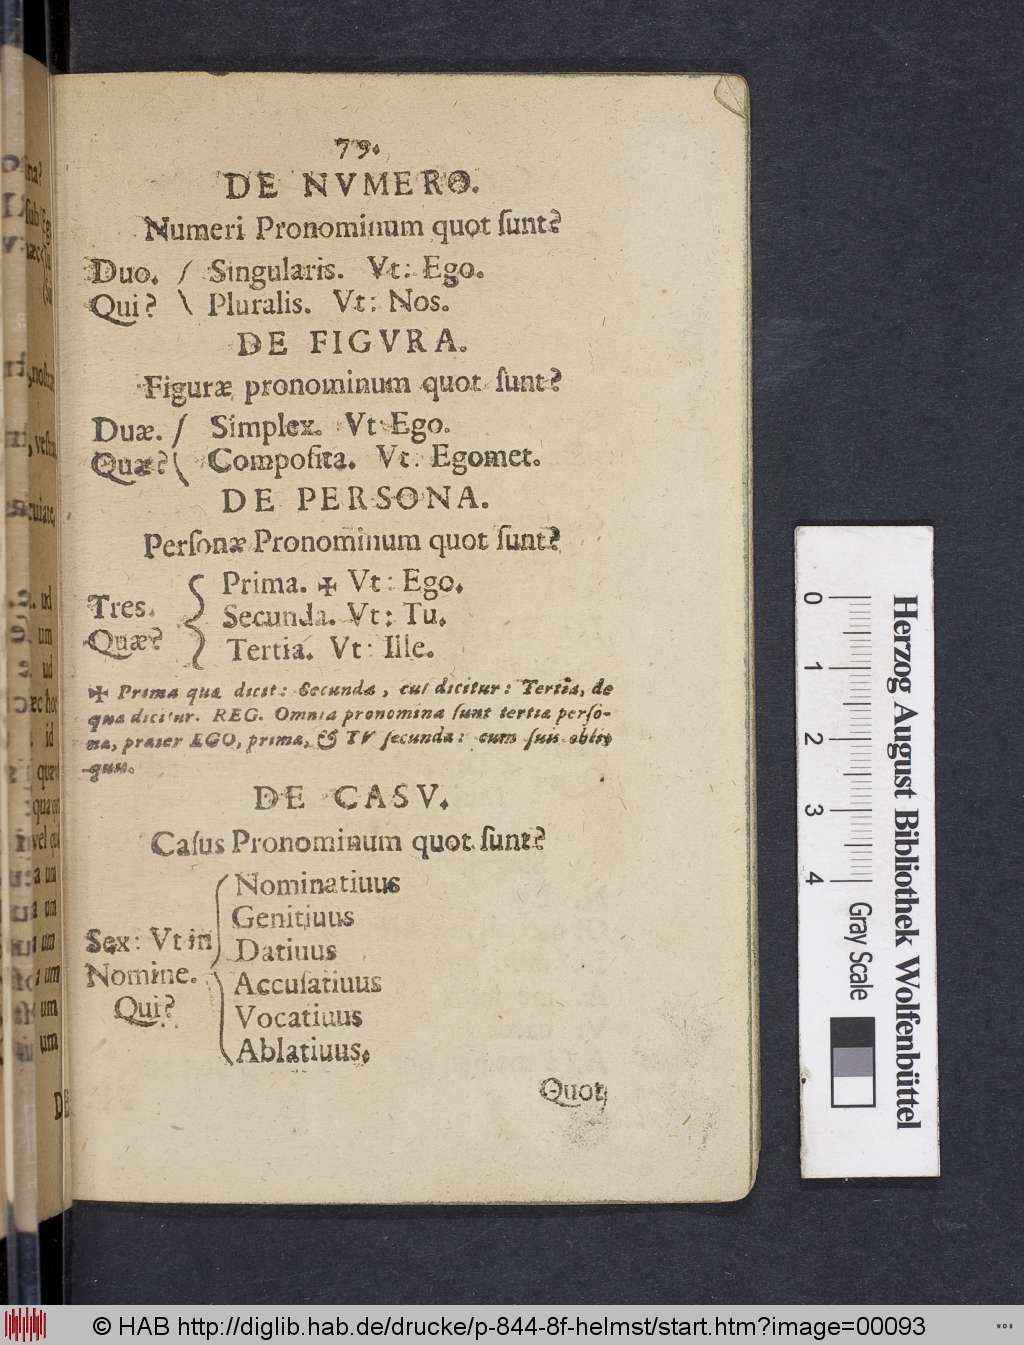 79.
DE NVMERO.
Numeri Pronominum quot ſunt?
Duo. / Singularis. Vt: Ego.
Qui? \ Pluralis. Vt: Nos.
DE FIGVRA.
Figuræ pronominum quot ſunt?
Duæ. / Simplex. Vt Ego.
Quæ? \ Compoſita. Vt: Egomet.
DE PERSONA.
Perſonæ Pronominum quot ſunt?
Prima. ✠ Vt: Ego.
Tres. Secunda. Vt: Tu.
Quæ? Tertia. Vt: Ille.
✠ Prima qua dicit: Secunda, cui dicitur: Tertia, de
qua dicitur. REG. Omnia pronomina ſunt tertia perſo-
na, præter EGO, prima, & TV ſecunda: cum ſuis obli-
quis.
DE CASV.
Caſus Pronominum quot ſunt?
Nominatiuus
Genitiuus
Sex: Vt in Datiuus
Nomine. Accuſatiuus
Qui? Vocatiuus
Ablatiuus.
Quot
0 1 2 3 4
Gray Scale
Herzog August Bibliothek Wolfenbüttel
© HAB http://diglib.hab.de/drucke/p-844-8f-helmst/start.htm?image=00093